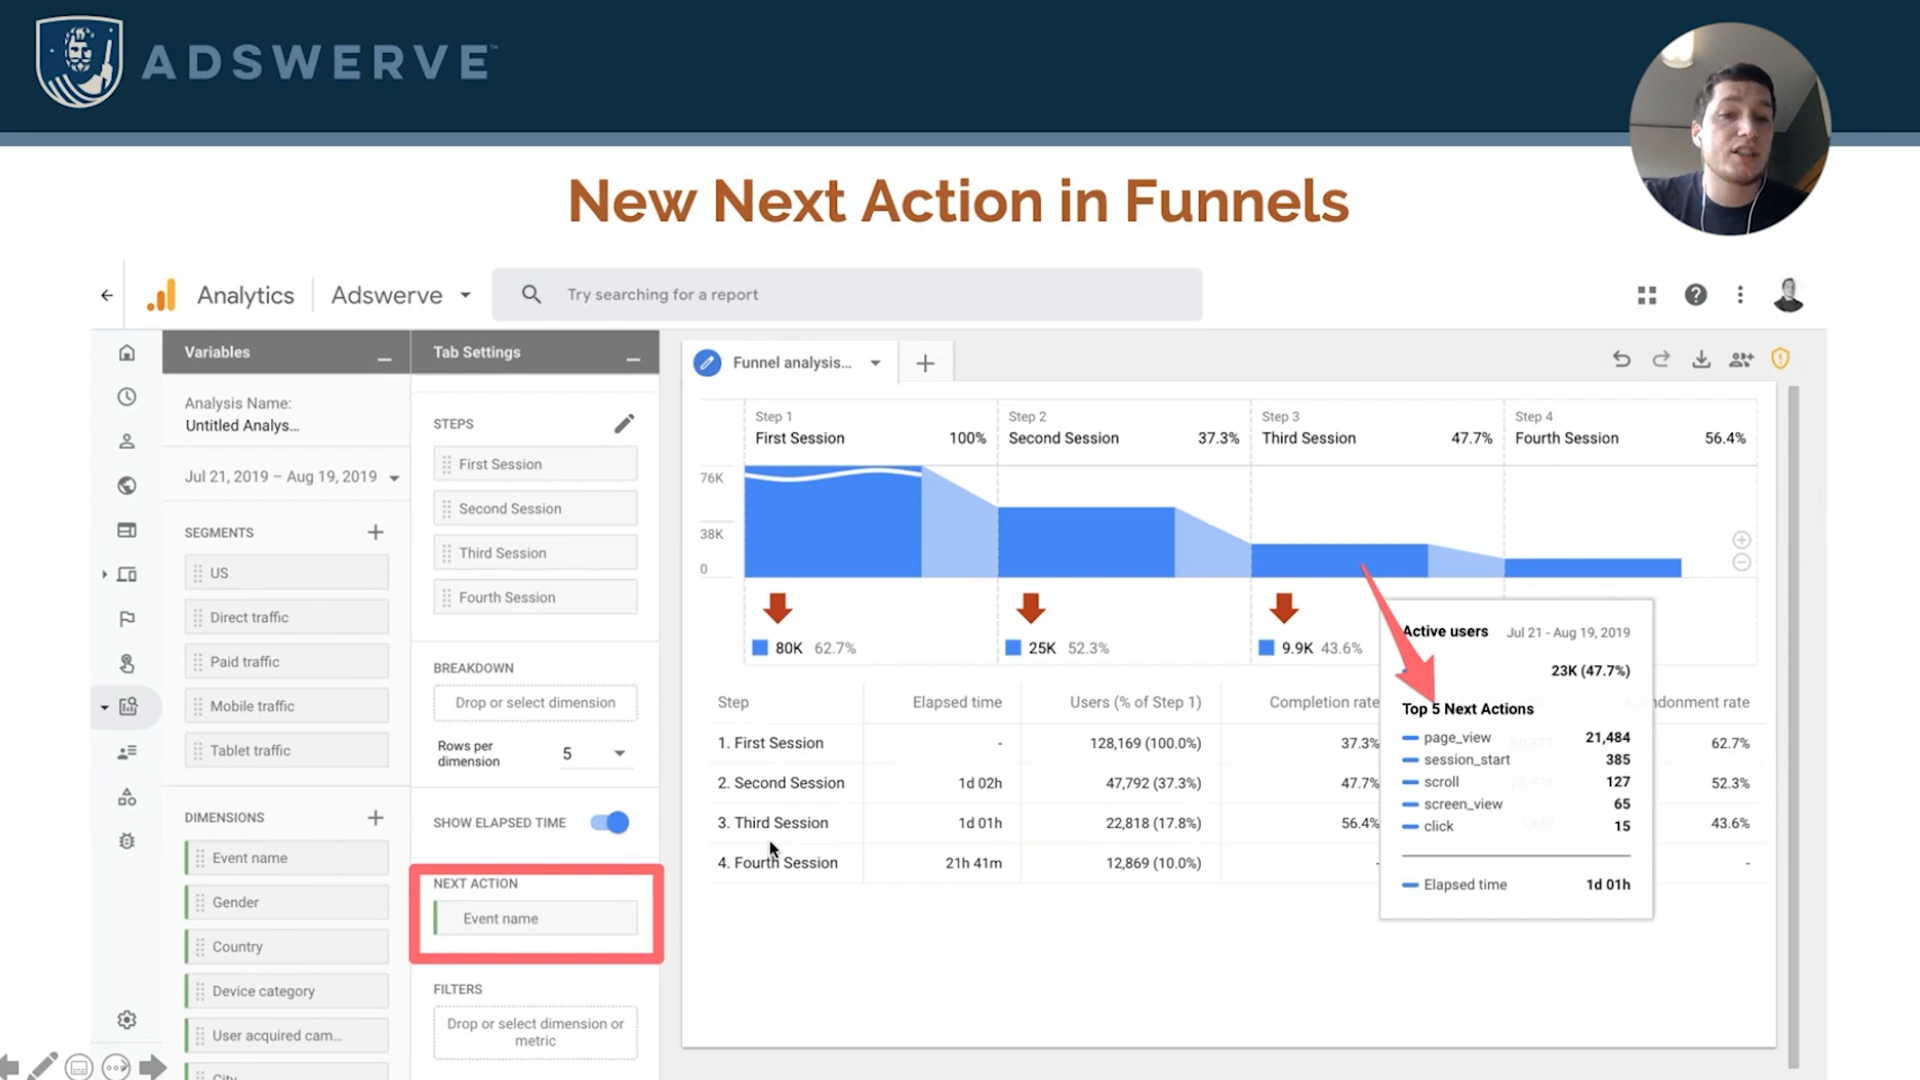 ADSWERVE™
New Next Action in Funnels
Analytics
Adswerve
Try searching for a report
Variables
Tab Settings
Funnel analysis...
Analysis Name:
Untitled Analys...
Jul 21, 2019 – Aug 19, 2019
SEGMENTS
US
Direct traffic
Paid traffic
Mobile traffic
Tablet traffic
DIMENSIONS
Event name
Gender
Country
Device category
User acquired cam...
City
STEPS
First Session
Second Session
Third Session
Fourth Session
BREAKDOWN
Drop or select dimension
Rows per
dimension
5
SHOW ELAPSED TIME
NEXT ACTION
Event name
FILTERS
Drop or select dimension or
metric
Step 1
First Session 100%
Step 2
Second Session 37.3%
Step 3
Third Session 47.7%
Step 4
Fourth Session 56.4%
76K
38K
0
80K 62.7%
25K 52.3%
9.9K 43.6%
Step Elapsed time Users (% of Step 1) Completion rate ndonment rate
1. First Session - 128,169 (100.0%) 37.3% 62.7%
2. Second Session 1d 02h 47,792 (37.3%) 47.7% 52.3%
3. Third Session 1d 01h 22,818 (17.8%) 56.4% 43.6%
4. Fourth Session 21h 41m 12,869 (10.0%) - -
Active users Jul 21 - Aug 19, 2019
23K (47.7%)
Top 5 Next Actions
page_view 21,484
session_start 385
scroll 127
screen_view 65
click 15
Elapsed time 1d 01h